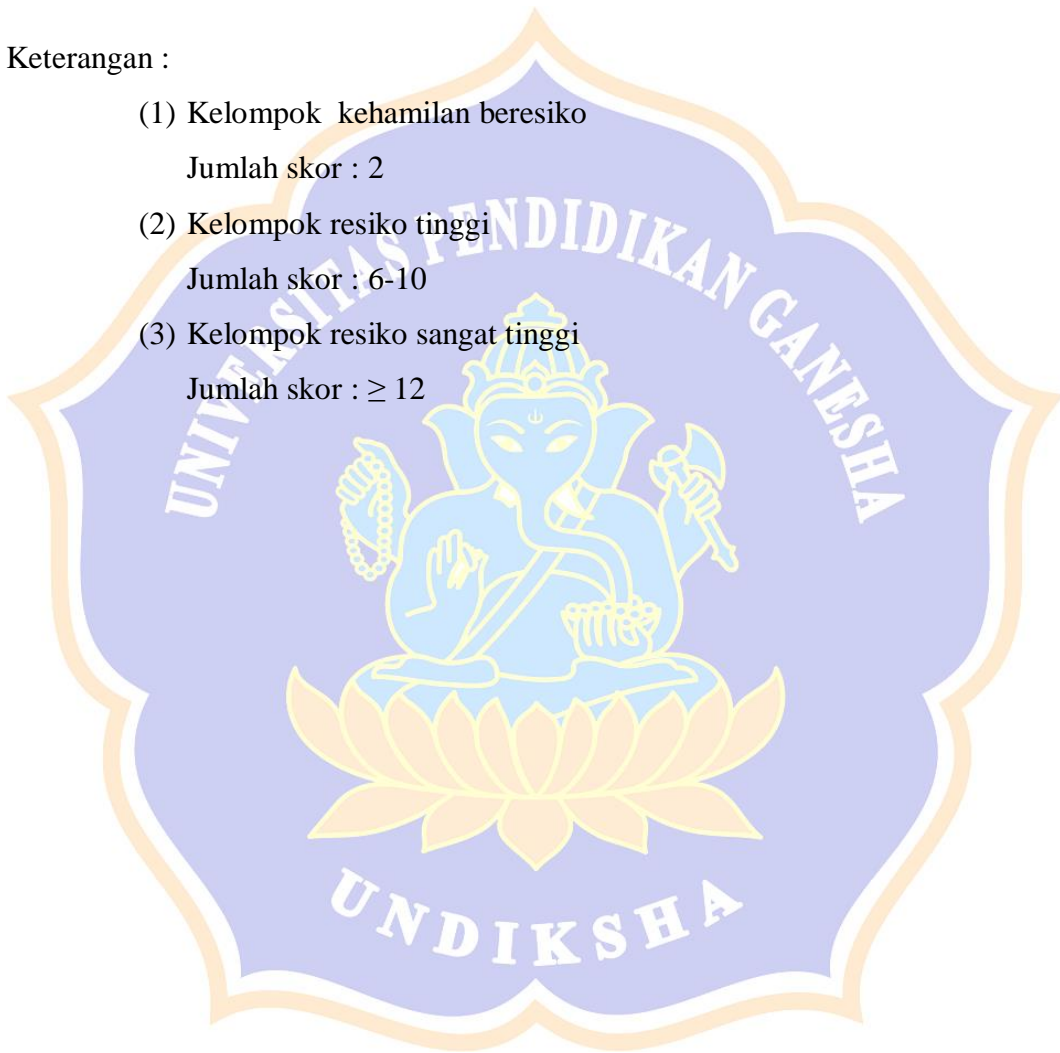 Keterangan :
(1) Kelompok kehamilan beresiko
Jumlah skor : 2
(2) Kelompok resiko tinggi
Jumlah skor : 6-10
(3) Kelompok resiko sangat tinggi
Jumlah skor : ≥ 12
UNIVERSITAS PENDIDIKAN GANESHA
UNDIKSHA